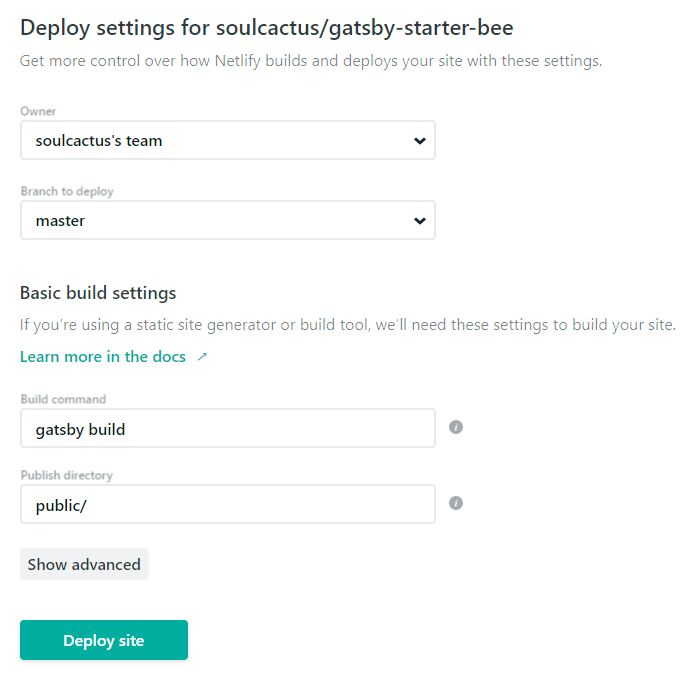 Deploy settings for soulcactus/gatsby-starter-bee
Get more control over how Netlify builds and deploys your site with these settings.
Owner
soulcactus's team
Branch to deploy
master
Basic build settings
If you’re using a static site generator or build tool, we’ll need these settings to build your site.
Learn more in the docs ↗
Build command
gatsby build
i
Publish directory
public/
i
Show advanced
Deploy site